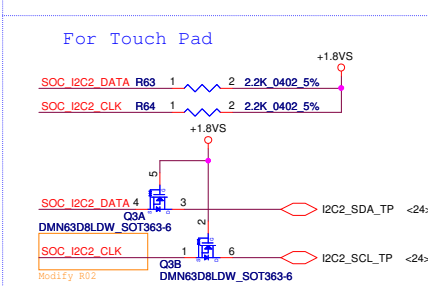 For Touch Pad
+1.8VS
SOC_I2C2_DATA R63 1 2 2.2K_0402_5%
SOC_I2C2_CLK R64 1 2 2.2K_0402_5%
+1.8VS
5
SOC_I2C2_DATA 4 3 I2C2_SDA_TP <24>
Q3A
DMN63D8LDW_SOT363-6
2
SOC_I2C2_CLK 1 6 I2C2_SCL_TP <24>
Q3B
Modify R02 DMN63D8LDW_SOT363-6